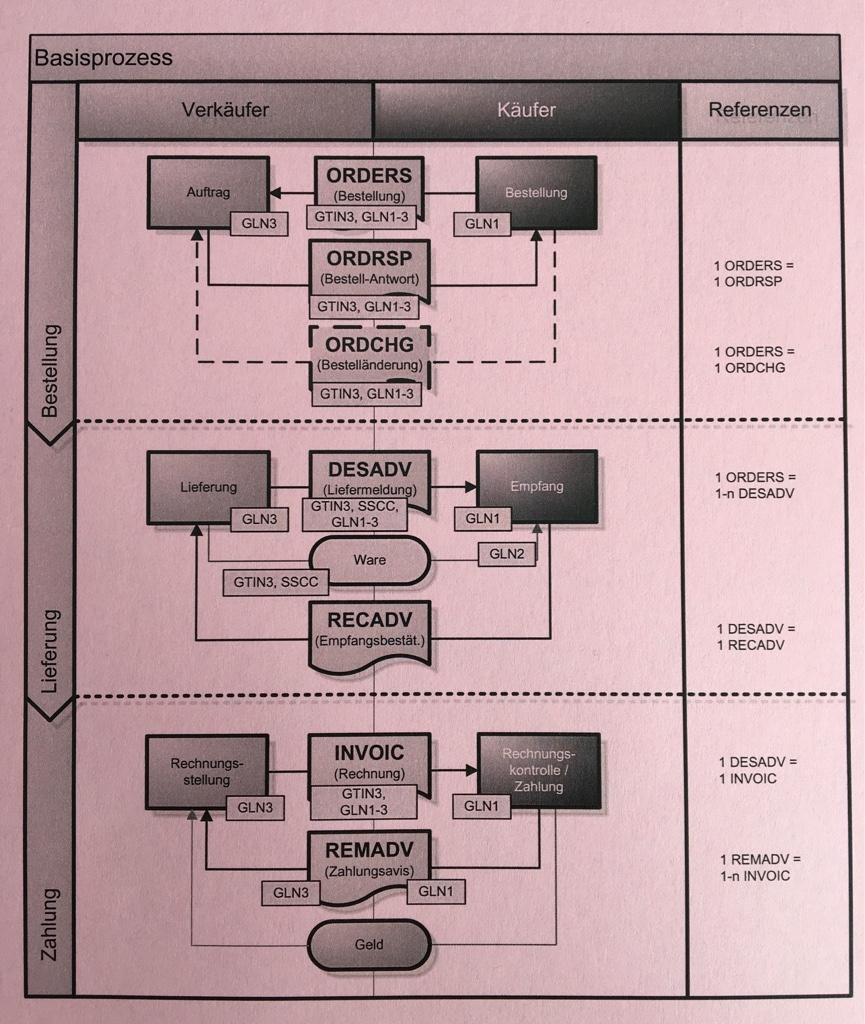 Basisprozess
Verkäufer
Käufer
Referenzen
Bestellung
Auftrag
GLN3
ORDERS
(Bestellung)
GTIN3, GLN1-3
Bestellung
GLN1
ORDRSP
(Bestell-Antwort)
GTIN3, GLN1-3
1 ORDERS =
1 ORDRSP
ORDCHG
(Bestelländerung)
GTIN3, GLN1-3
1 ORDERS =
1 ORDCHG
Lieferung
Lieferung
GLN3
DESADV
(Liefermeldung)
GTIN3, SSCC,
GLN1-3
Empfang
GLN1
1 ORDERS =
1-n DESADV
Ware
GLN2
GTIN3, SSCC
RECADV
(Empfangsbestät.)
1 DESADV =
1 RECADV
Zahlung
Rechnungs-
stellung
GLN3
INVOIC
(Rechnung)
GTIN3,
GLN1-3
Rechnungs-
kontrolle /
Zahlung
GLN1
1 DESADV =
1 INVOIC
REMADV
(Zahlungsavis)
GLN3
GLN1
1 REMADV =
1-n INVOIC
Geld